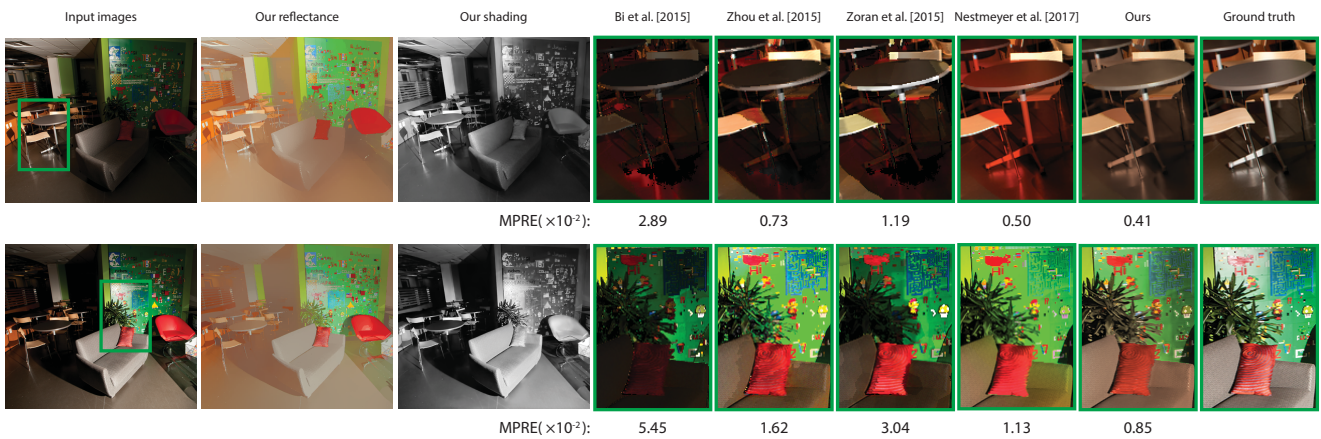 Input images Our reflectance Our shading Bi et al. [2015] Zhou et al. [2015] Zoran et al. [2015] Nestmeyer et al. [2017] Ours Ground truth
MPRE( ×10⁻²): 2.89 0.73 1.19 0.50 0.41
MPRE( ×10⁻²): 5.45 1.62 3.04 1.13 0.85